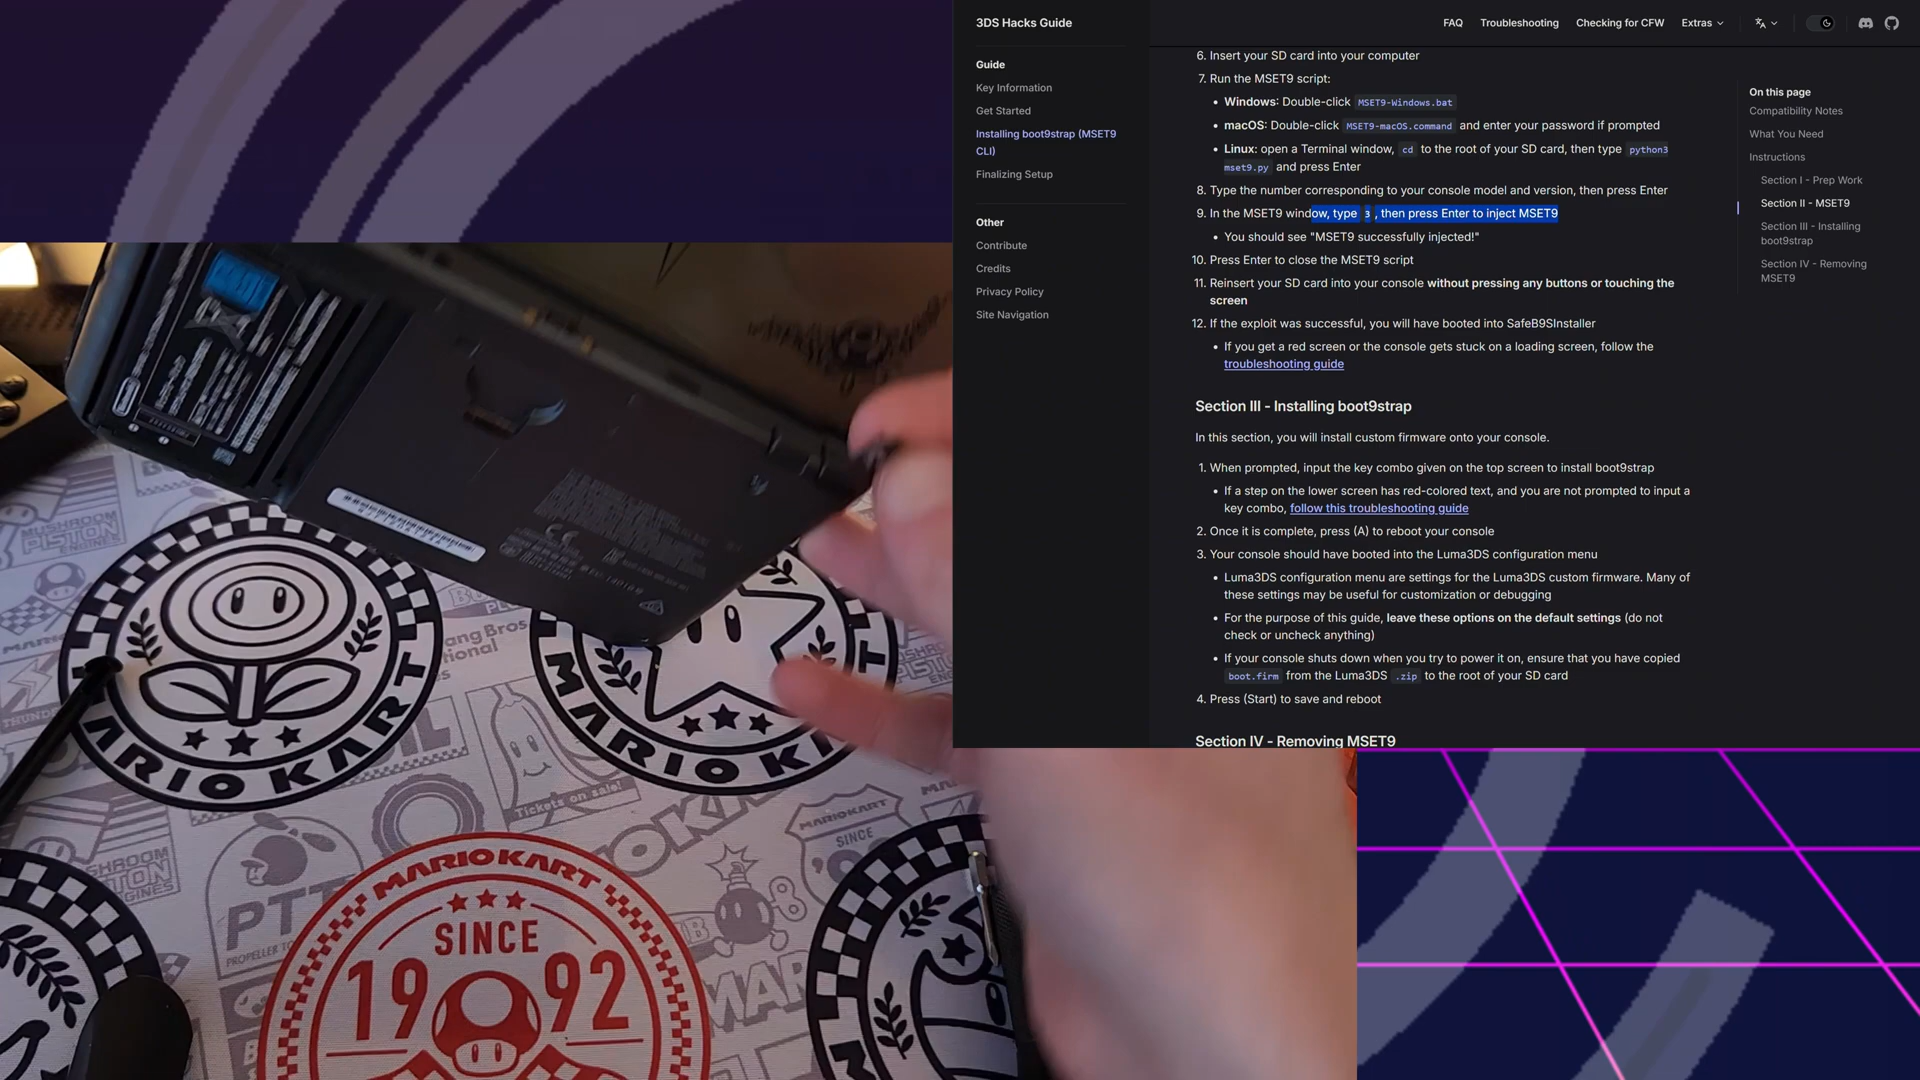 3DS Hacks Guide
FAQ
Troubleshooting
Checking for CFW
Extras
Guide
Key Information
Get Started
Installing boot9strap (MSET9
CLI)
Finalizing Setup
Other
Contribute
Credits
Privacy Policy
Site Navigation
6. Insert your SD card into your computer
7. Run the MSET9 script:
• Windows: Double-click MSET9-Windows.bat
• macOS: Double-click MSET9-macOS.command and enter your password if prompted
• Linux: open a Terminal window, cd to the root of your SD card, then type python3
mset9.py and press Enter
8. Type the number corresponding to your console model and version, then press Enter
9. In the MSET9 window, type 3 , then press Enter to inject MSET9
• You should see "MSET9 successfully injected!"
10. Press Enter to close the MSET9 script
11. Reinsert your SD card into your console without pressing any buttons or touching the
screen
12. If the exploit was successful, you will have booted into SafeB9SInstaller
• If you get a red screen or the console gets stuck on a loading screen, follow the
troubleshooting guide
Section III - Installing boot9strap
In this section, you will install custom firmware onto your console.
1. When prompted, input the key combo given on the top screen to install boot9strap
• If a step on the lower screen has red-colored text, and you are not prompted to input a
key combo, follow this troubleshooting guide
2. Once it is complete, press (A) to reboot your console
3. Your console should have booted into the Luma3DS configuration menu
• Luma3DS configuration menu are settings for the Luma3DS custom firmware. Many of
these settings may be useful for customization or debugging
• For the purpose of this guide, leave these options on the default settings (do not
check or uncheck anything)
• If your console shuts down when you try to power it on, ensure that you have copied
boot.firm from the Luma3DS .zip to the root of your SD card
4. Press (Start) to save and reboot
Section IV - Removing MSET9
On this page
Compatibility Notes
What You Need
Instructions
Section I - Prep Work
Section II - MSET9
Section III - Installing
boot9strap
Section IV - Removing
MSET9
MUSHROOM
PISTON
ENGINES
MARIO KART
MARIO K
Tickets on sale!
MARIO KART
SINCE
1992
PTT
MARIOKART
SINCE